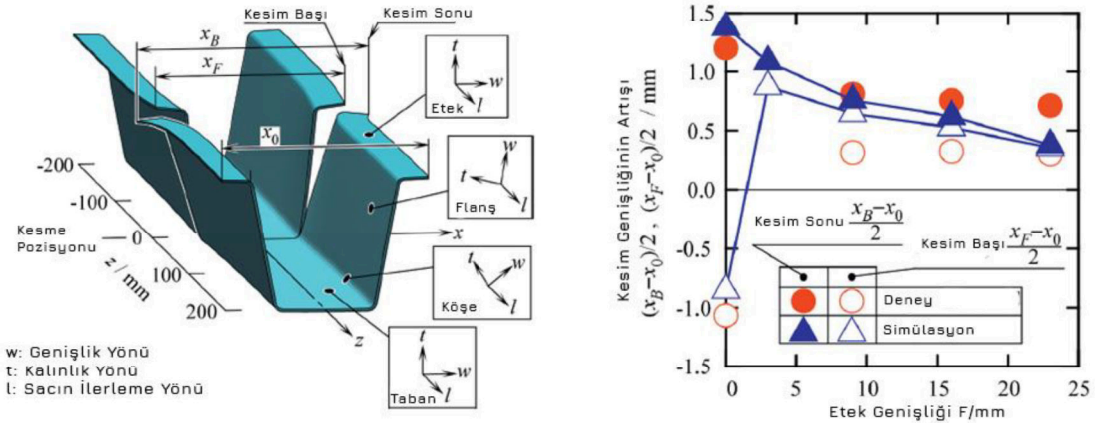 Kesim Başı
Kesim Sonu
x_B
x_F
x_0
t
w
l
Etek
w
t
l
Flanş
x
t
w
l
Köşe
z
t
w
l
Taban
-200
-100
0
100
200
Kesme
Pozisyonu
z / mm
w: Genişlik Yönü
t: Kalınlık Yönü
l: Sacın İlerleme Yönü
Kesim Genişliğinin Artışı
(x_B−x_0)/2 , (x_F−x_0)/2 / mm
1.5
1.0
0.5
0.0
-0.5
-1.0
-1.5
Kesim Sonu x_B−x_0 / 2
Kesim Başı x_F−x_0 / 2
Deney
Simülasyon
0 5 10 15 20 25
Etek Genişliği F/mm